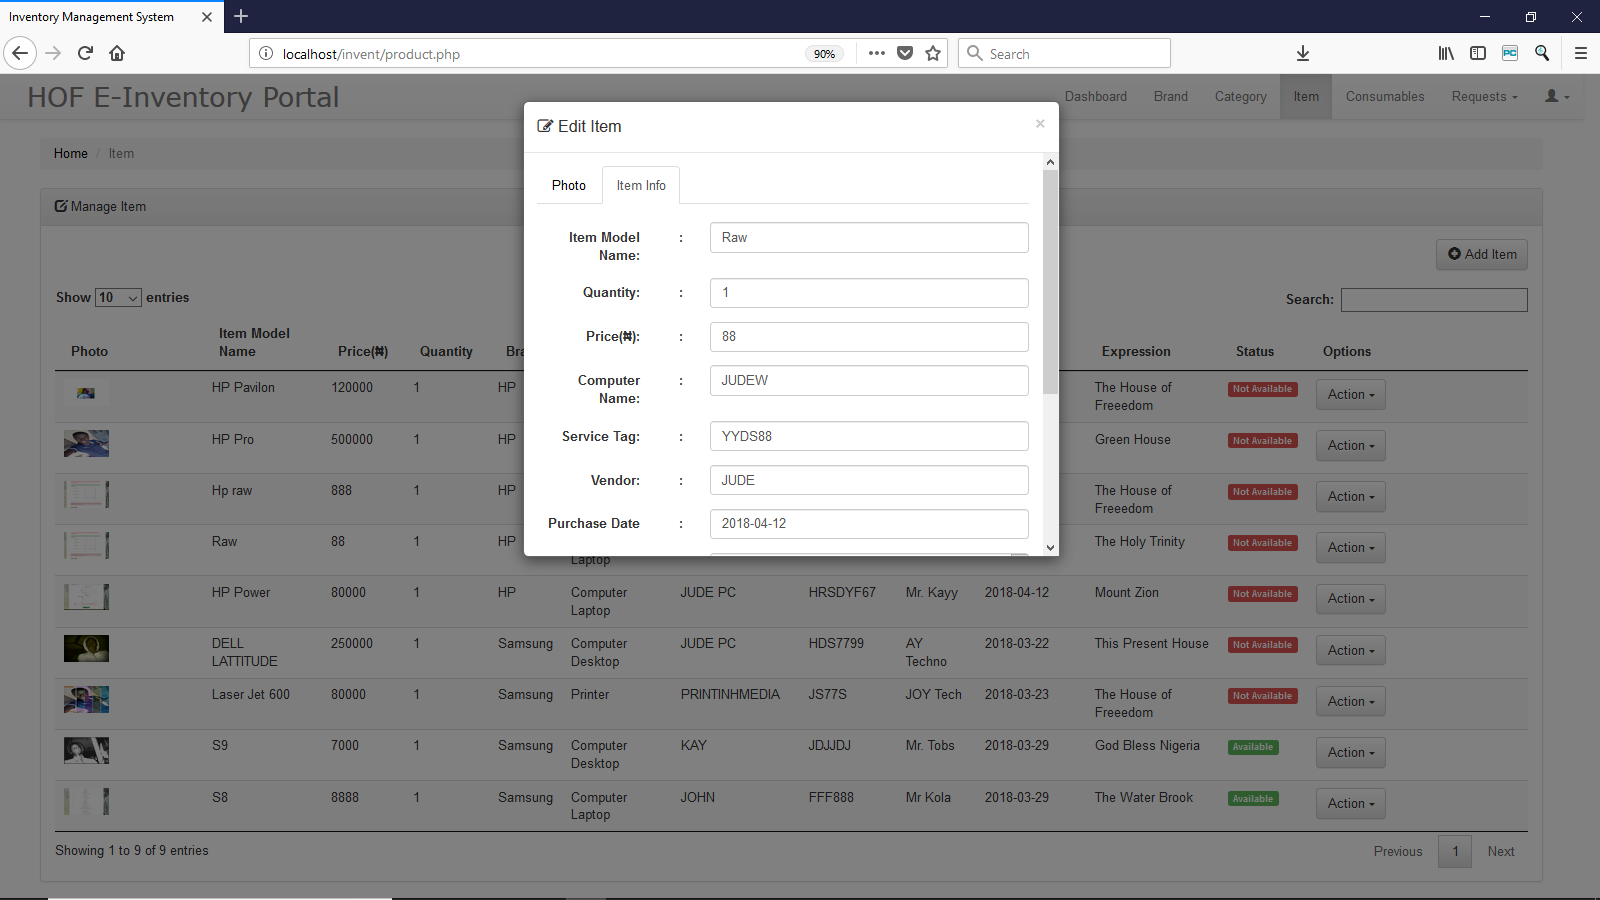 Inventory Management System
localhost/invent/product.php
90%
Search
HOF E-Inventory Portal
Dashboard Brand Category Item Consumables Requests
Home / Item
Manage Item
Add Item
Show 10 entries
Search:
Photo Item Model Name Price(₦) Quantity Bra Expression Status Options
HP Pavilon 120000 1 HP The House of Freeedom Not Available Action
HP Pro 500000 1 HP Green House Not Available Action
Hp raw 888 1 HP The House of Freeedom Not Available Action
Raw 88 1 HP Laptop The Holy Trinity Not Available Action
HP Power 80000 1 HP Computer Laptop JUDE PC HRSDYF67 Mr. Kayy 2018-04-12 Mount Zion Not Available Action
DELL LATTITUDE 250000 1 Samsung Computer Desktop JUDE PC HDS7799 AY Techno 2018-03-22 This Present House Not Available Action
Laser Jet 600 80000 1 Samsung Printer PRINTINHMEDIA JS77S JOY Tech 2018-03-23 The House of Freeedom Not Available Action
S9 7000 1 Samsung Computer Desktop KAY JDJJDJ Mr. Tobs 2018-03-29 God Bless Nigeria Available Action
S8 8888 1 Samsung Computer Laptop JOHN FFF888 Mr Kola 2018-03-29 The Water Brook Available Action
Showing 1 to 9 of 9 entries
Previous 1 Next
Edit Item ×
Photo Item Info
Item Model Name: : Raw
Quantity: : 1
Price(₦): : 88
Computer Name: : JUDEW
Service Tag: : YYDS88
Vendor: : JUDE
Purchase Date : 2018-04-12